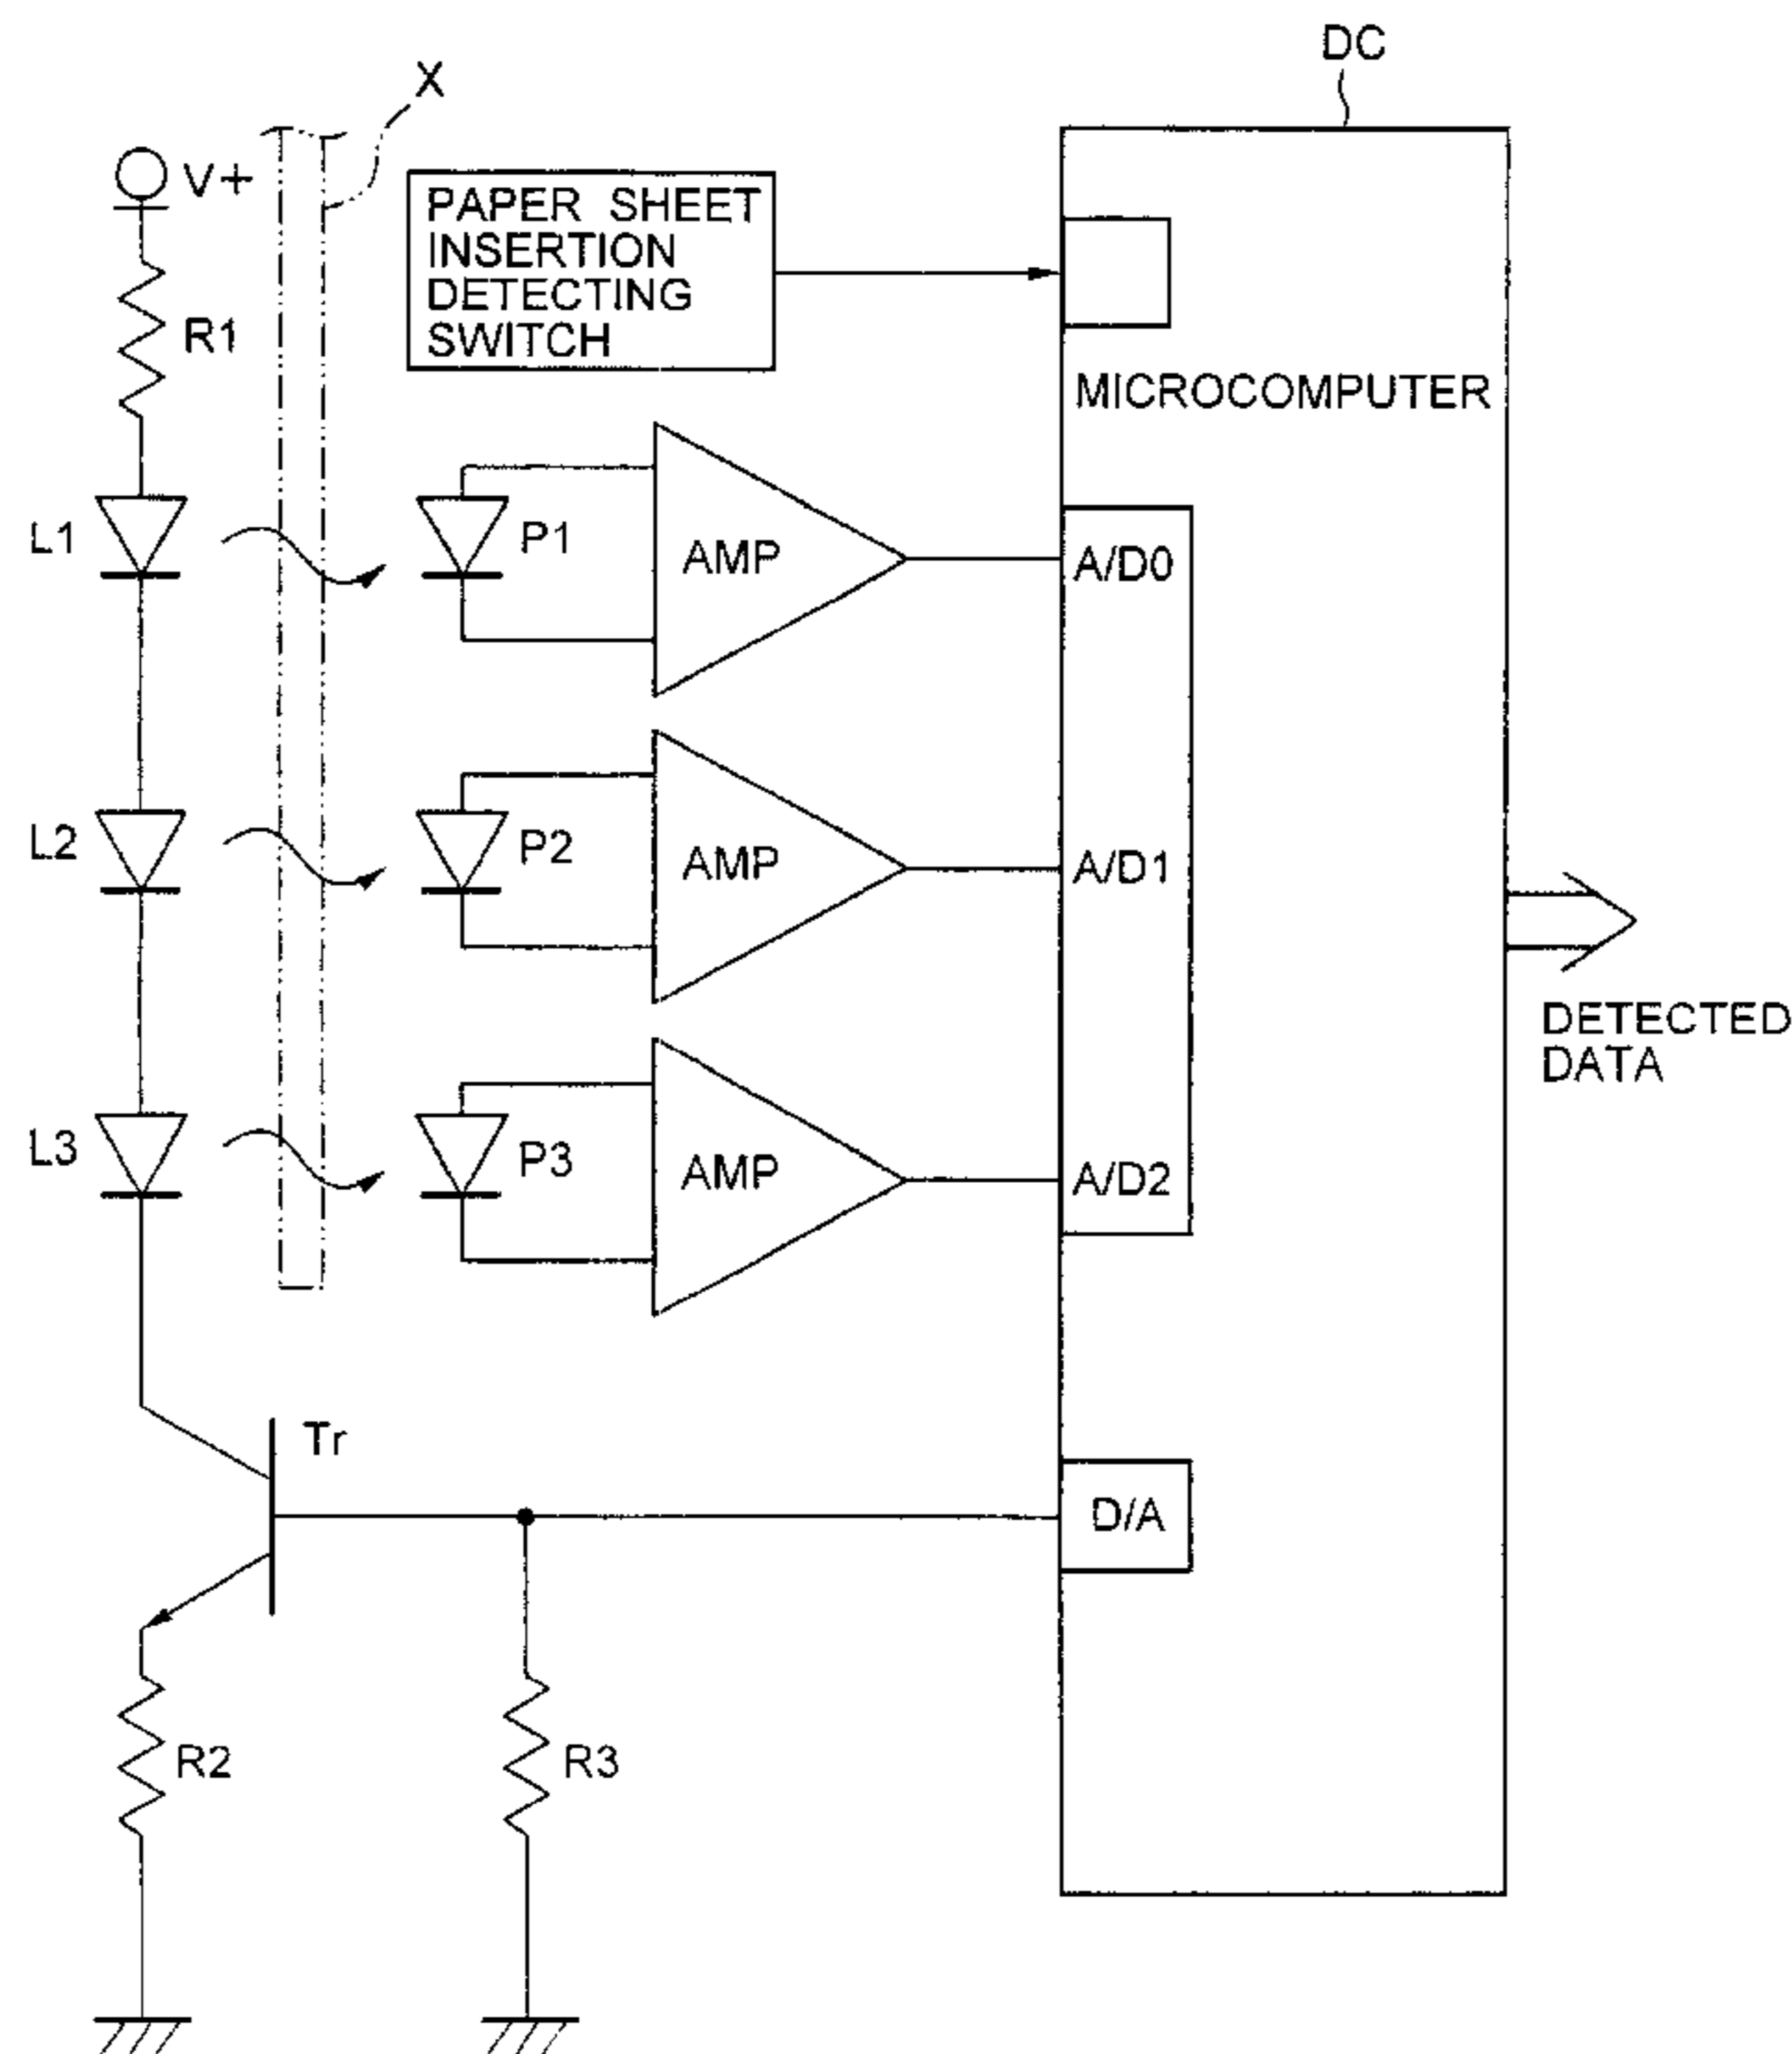 DC
X
V+
PAPER SHEET
INSERTION
DETECTING
SWITCH
R1
MICROCOMPUTER
L1
P1
AMP
A/D0
L2
P2
AMP
A/D1
DETECTED
DATA
L3
P3
AMP
A/D2
Tr
D/A
R2
R3